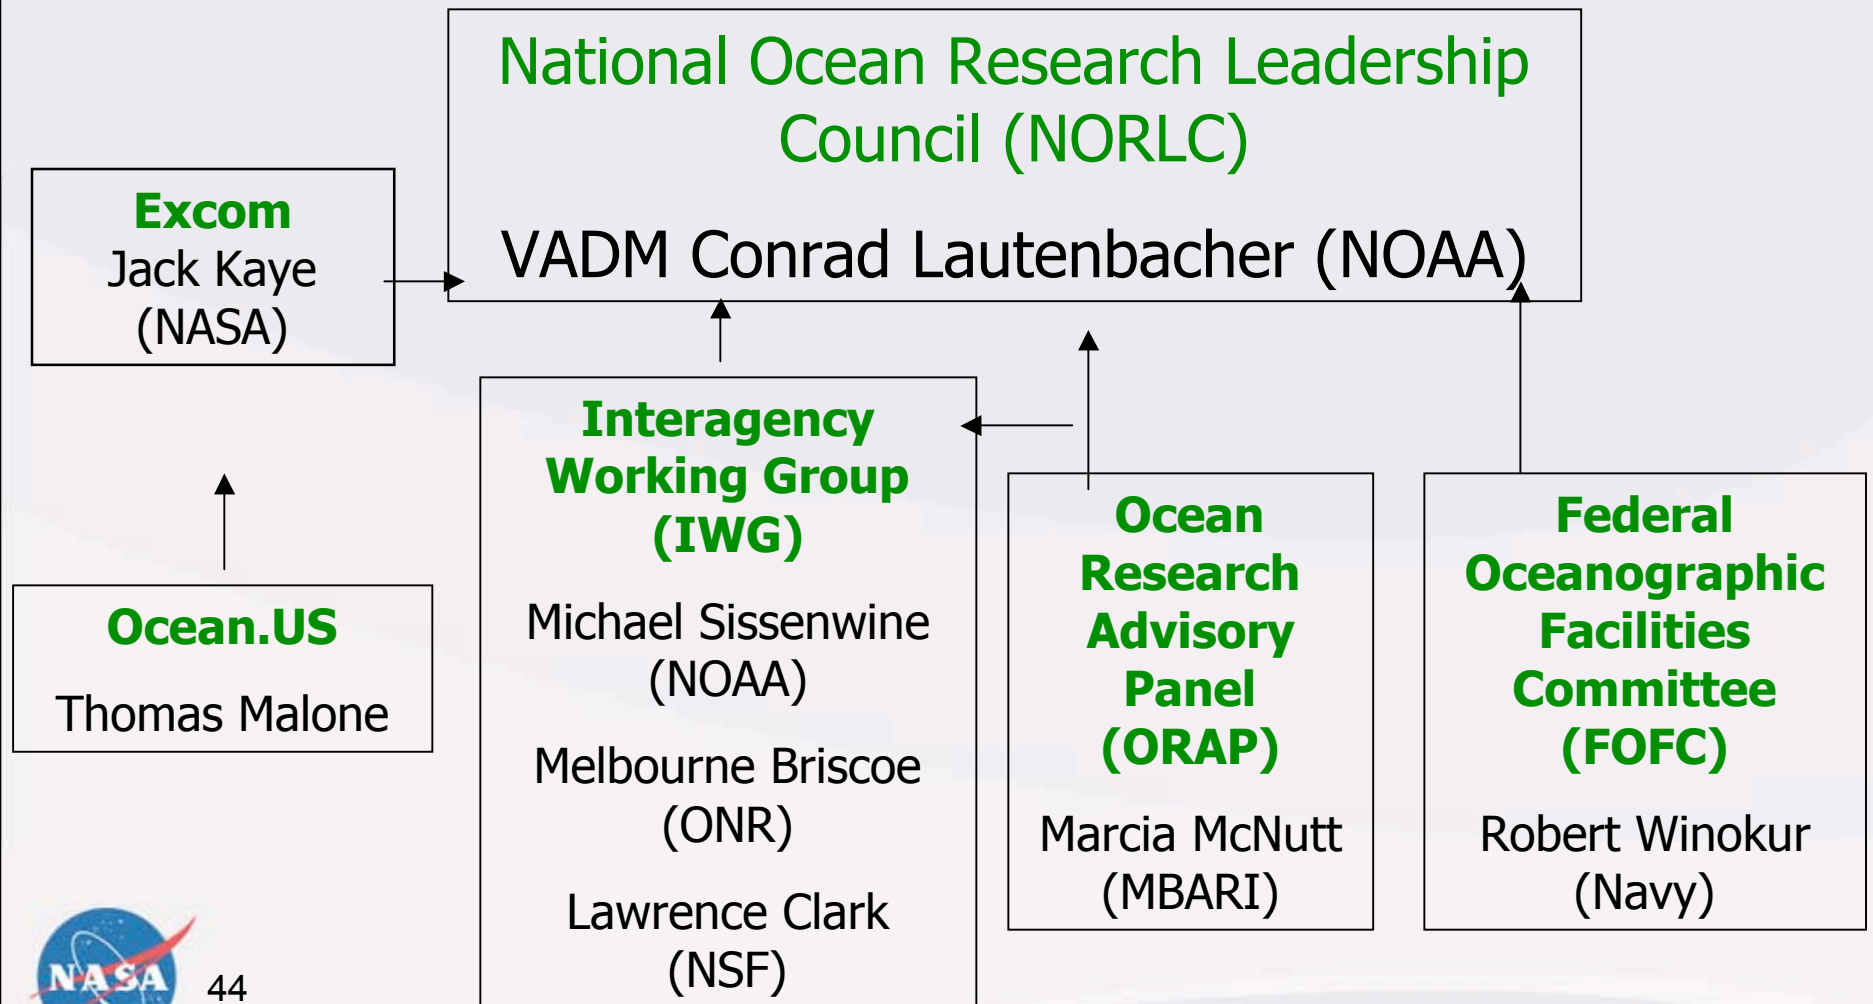 National Ocean Research Leadership
Council (NORLC)
VADM Conrad Lautenbacher (NOAA)
Excom
Jack Kaye
(NASA)
Ocean.US
Thomas Malone
Interagency
Working Group
(IWG)
Michael Sissenwine
(NOAA)
Melbourne Briscoe
(ONR)
Lawrence Clark
(NSF)
Ocean
Research
Advisory
Panel
(ORAP)
Marcia McNutt
(MBARI)
Federal
Oceanographic
Facilities
Committee
(FOFC)
Robert Winokur
(Navy)
NASA
44